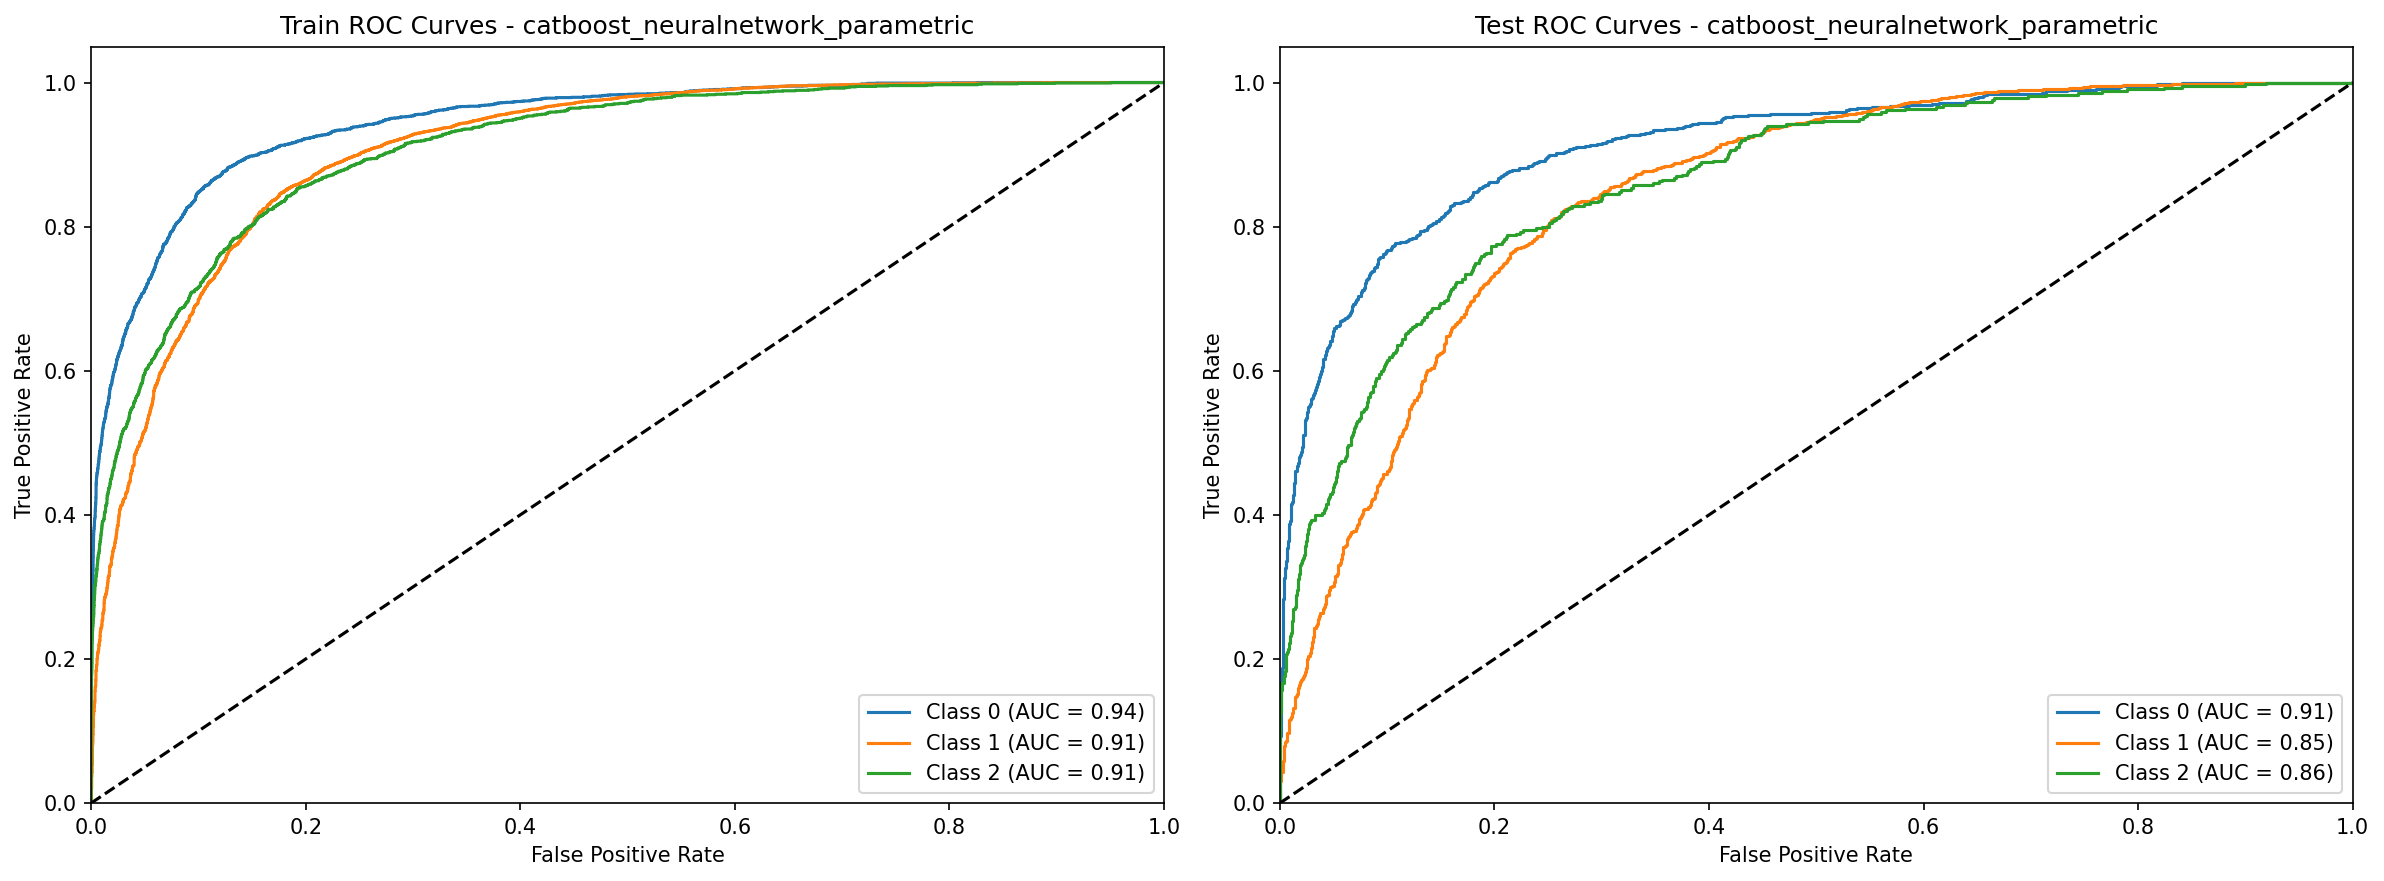 Train ROC Curves - catboost_neuralnetwork_parametric
1.0
0.8
0.6
0.4
0.2
0.0
True Positive Rate
0.0 0.2 0.4 0.6 0.8 1.0
False Positive Rate
Class 0 (AUC = 0.94)
Class 1 (AUC = 0.91)
Class 2 (AUC = 0.91)
Test ROC Curves - catboost_neuralnetwork_parametric
1.0
0.8
0.6
0.4
0.2
0.0
True Positive Rate
0.0 0.2 0.4 0.6 0.8 1.0
False Positive Rate
Class 0 (AUC = 0.91)
Class 1 (AUC = 0.85)
Class 2 (AUC = 0.86)